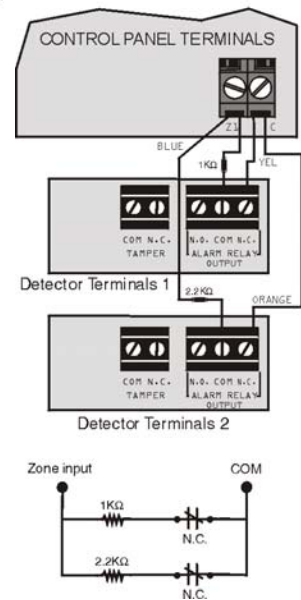 CONTROL PANEL TERMINALS
Z1 C
BLUE
1KΩ
YEL
COM N.C. N.O. COM N.C.
TAMPER ALARM RELAY
OUTPUT
Detector Terminals 1
2.2KΩ
ORANGE
COM N.C. N.O. COM N.C.
TAMPER ALARM RELAY
OUTPUT
Detector Terminals 2
Zone input COM
1KΩ
N.C.
2.2KΩ
N.C.